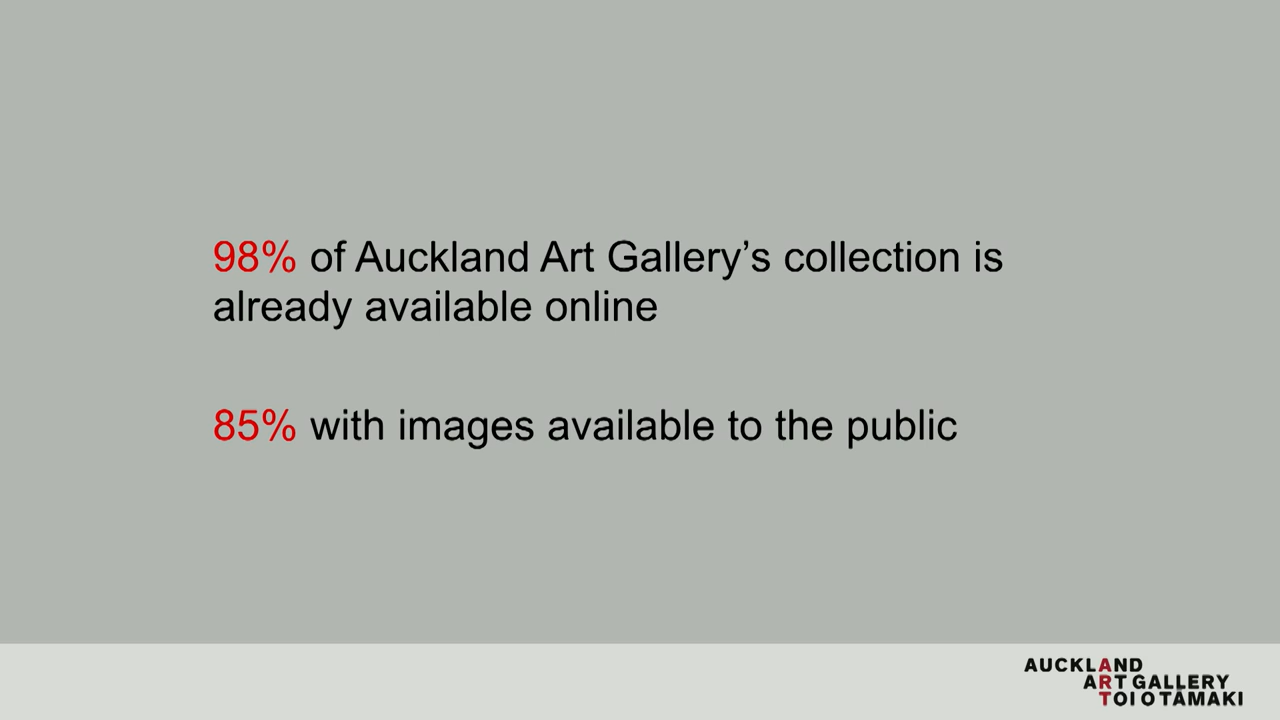 98% of Auckland Art Gallery’s collection is
already available online
85% with images available to the public
AUCKLAND
ART GALLERY
TOI O TAMAKI